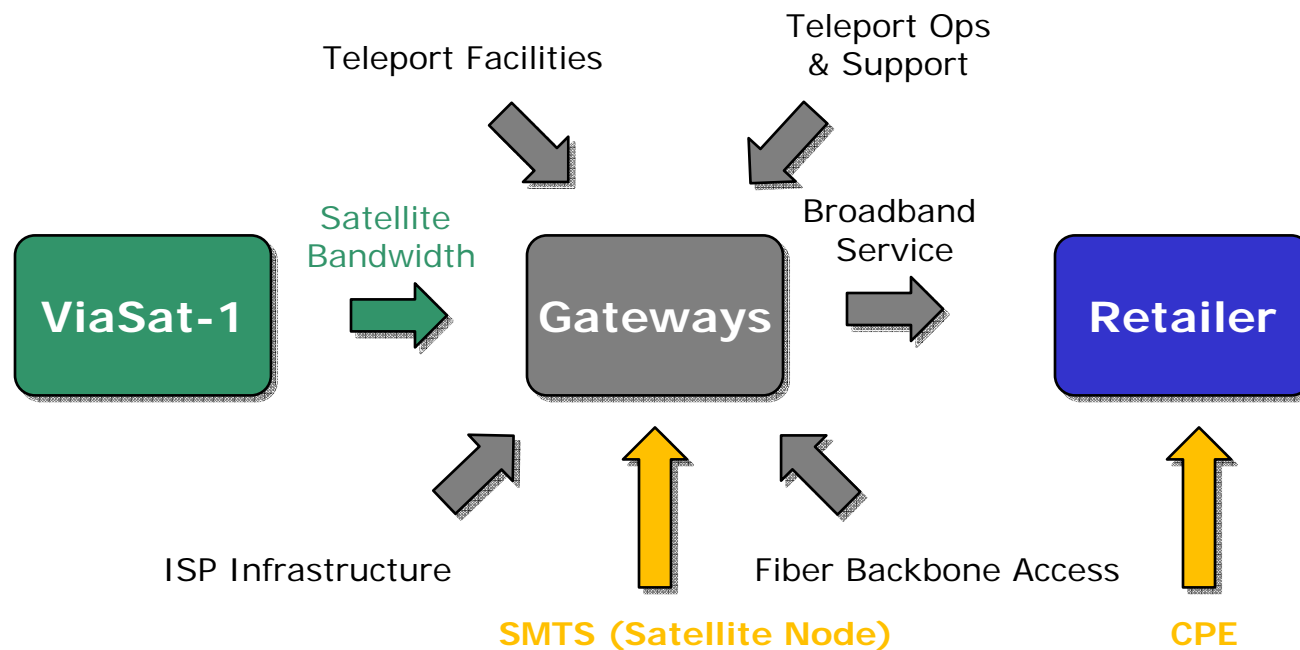 Teleport Facilities
Teleport Ops
& Support
Satellite
Bandwidth
Broadband
Service
ViaSat-1
Gateways
Retailer
ISP Infrastructure
Fiber Backbone Access
SMTS (Satellite Node)
CPE